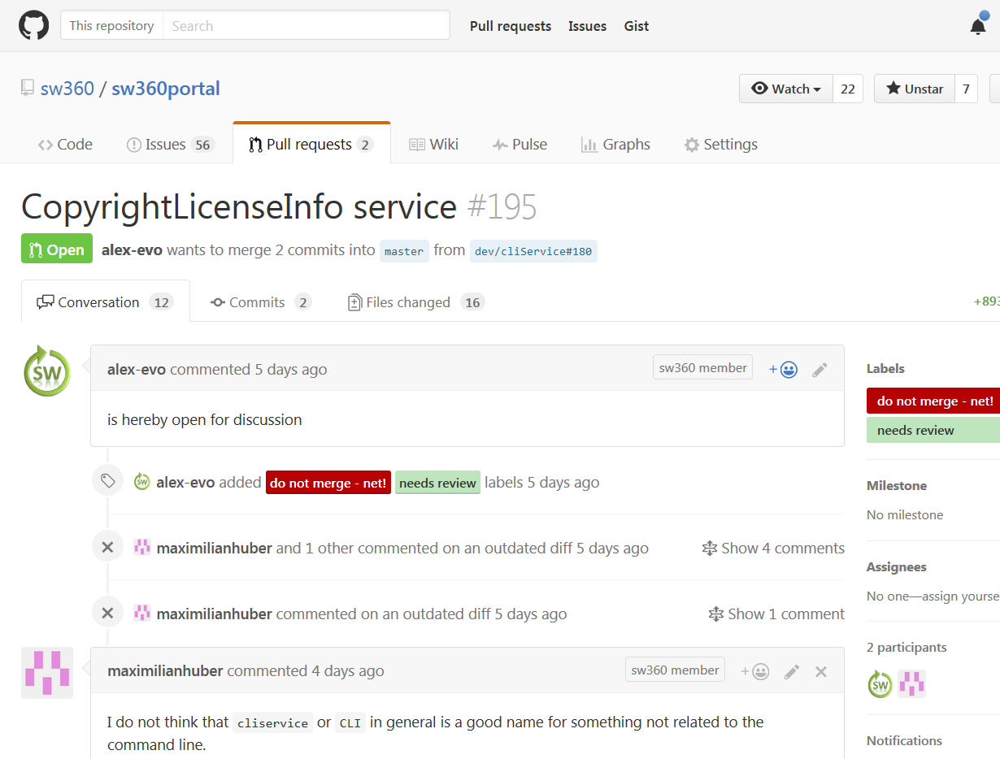 This repository Search Pull requests Issues Gist
sw360 / sw360portal Watch 22 Unstar 7
Code Issues 56 Pull requests 2 Wiki Pulse Graphs Settings
CopyrightLicenseInfo service #195
Open alex-evo wants to merge 2 commits into master from dev/cliService#180
Conversation 12 Commits 2 Files changed 16 +893
SW
alex-evo commented 5 days ago sw360 member +
is hereby open for discussion
Labels
do not merge - net!
needs review
SW alex-evo added do not merge - net! needs review labels 5 days ago
Milestone
No milestone
maximilianhuber and 1 other commented on an outdated diff 5 days ago Show 4 comments
Assignees
No one—assign yourse
maximilianhuber commented on an outdated diff 5 days ago Show 1 comment
2 participants
SW
maximilianhuber commented 4 days ago sw360 member +
I do not think that cliservice or CLI in general is a good name for something not related to the
command line.
Notifications